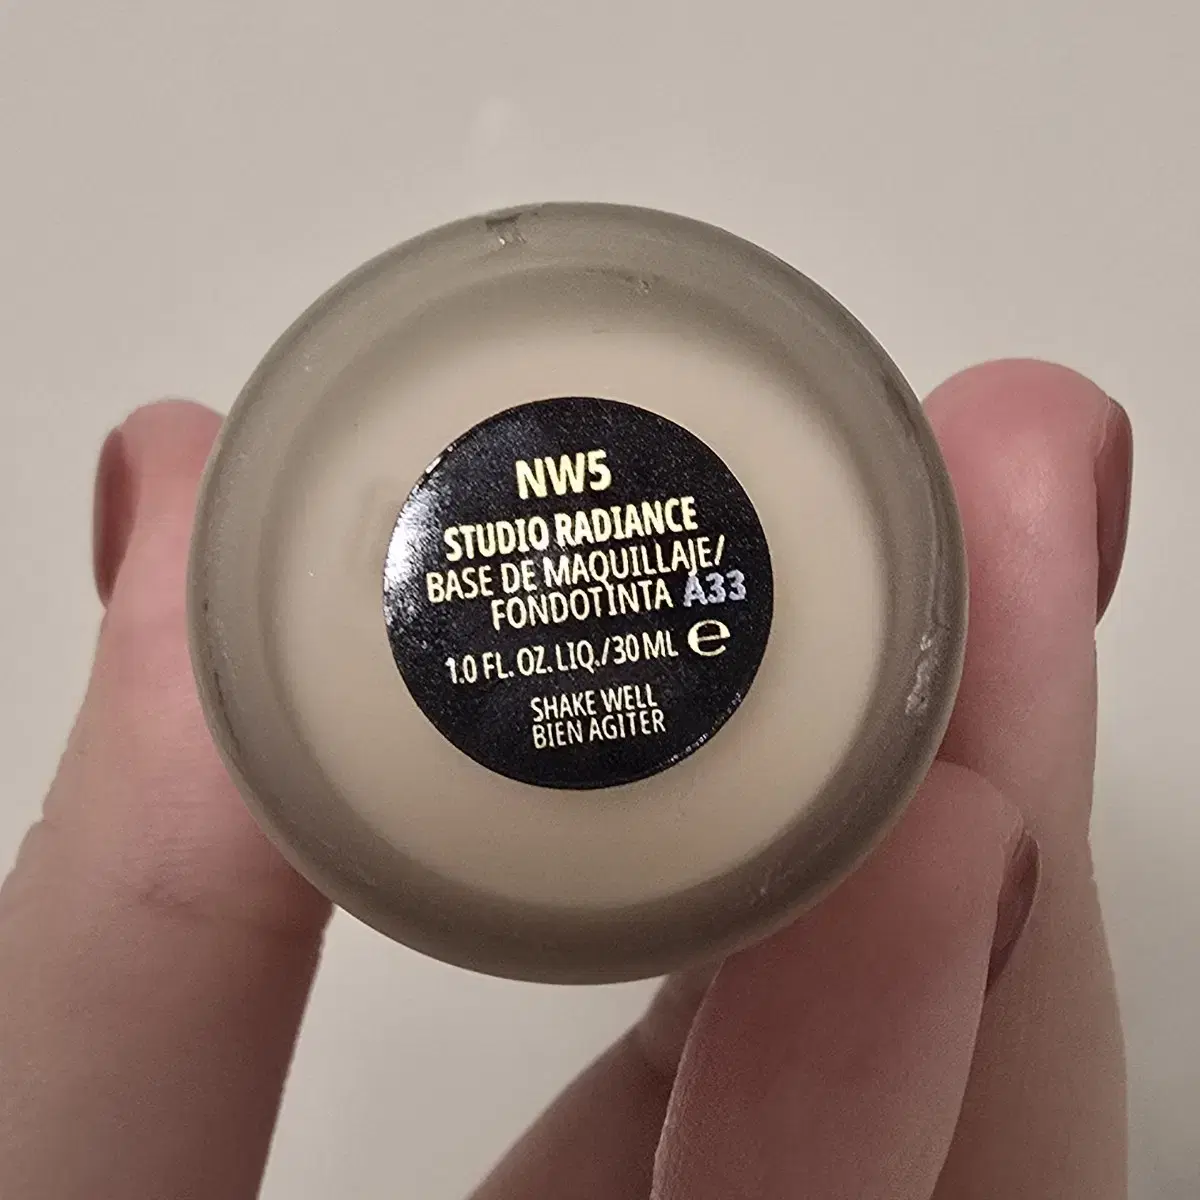 NW5
STUDIO RADIANCE
BASE DE MAQUILLAJE/
FONDOTINTA A33
1.0 FL. OZ. LIQ./30 ML ℮
SHAKE WELL
BIEN AGITER